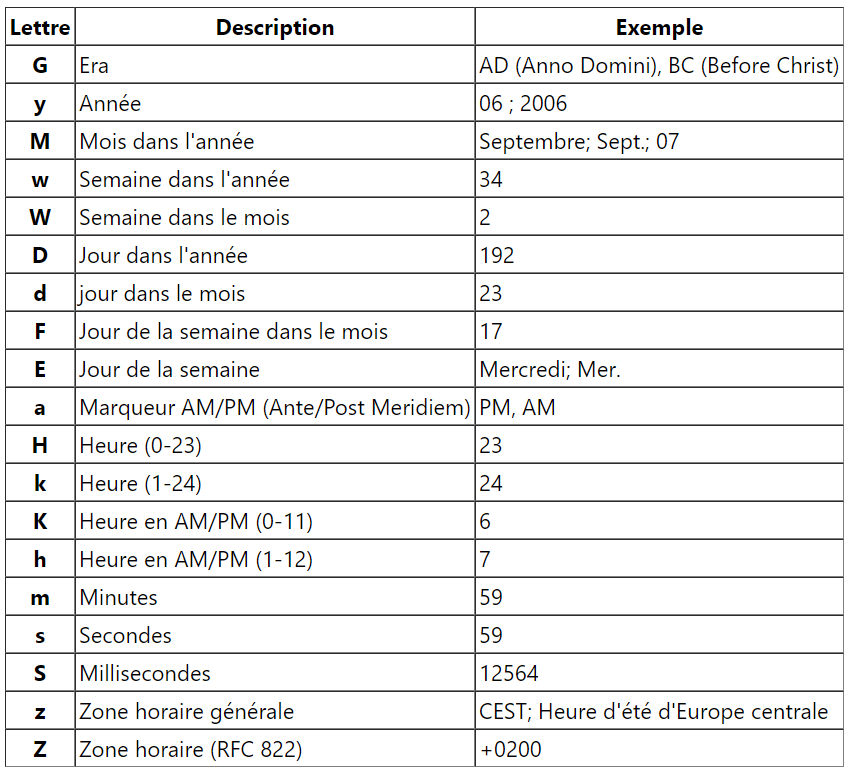 Lettre Description Exemple
G Era AD (Anno Domini), BC (Before Christ)
y Année 06 ; 2006
M Mois dans l'année Septembre; Sept.; 07
w Semaine dans l'année 34
W Semaine dans le mois 2
D Jour dans l'année 192
d jour dans le mois 23
F Jour de la semaine dans le mois 17
E Jour de la semaine Mercredi; Mer.
a Marqueur AM/PM (Ante/Post Meridiem) PM, AM
H Heure (0-23) 23
k Heure (1-24) 24
K Heure en AM/PM (0-11) 6
h Heure en AM/PM (1-12) 7
m Minutes 59
s Secondes 59
S Millisecondes 12564
z Zone horaire générale CEST; Heure d'été d'Europe centrale
Z Zone horaire (RFC 822) +0200